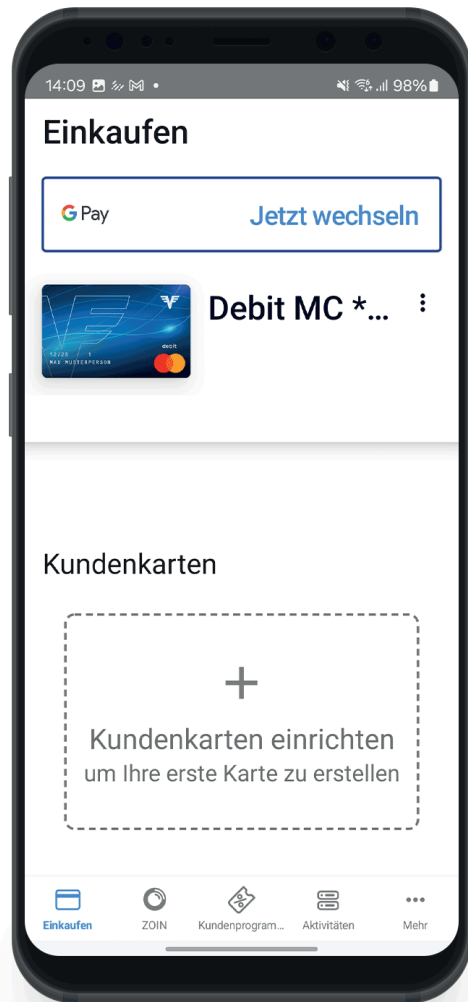 14:09
98%
Einkaufen
G Pay
Jetzt wechseln
Debit MC *...
debit
12/28 / 1
MAX MUSTERPERSON
Kundenkarten
+
Kundenkarten einrichten
um Ihre erste Karte zu erstellen
Einkaufen
ZOIN
Kundenprogram...
Aktivitäten
Mehr